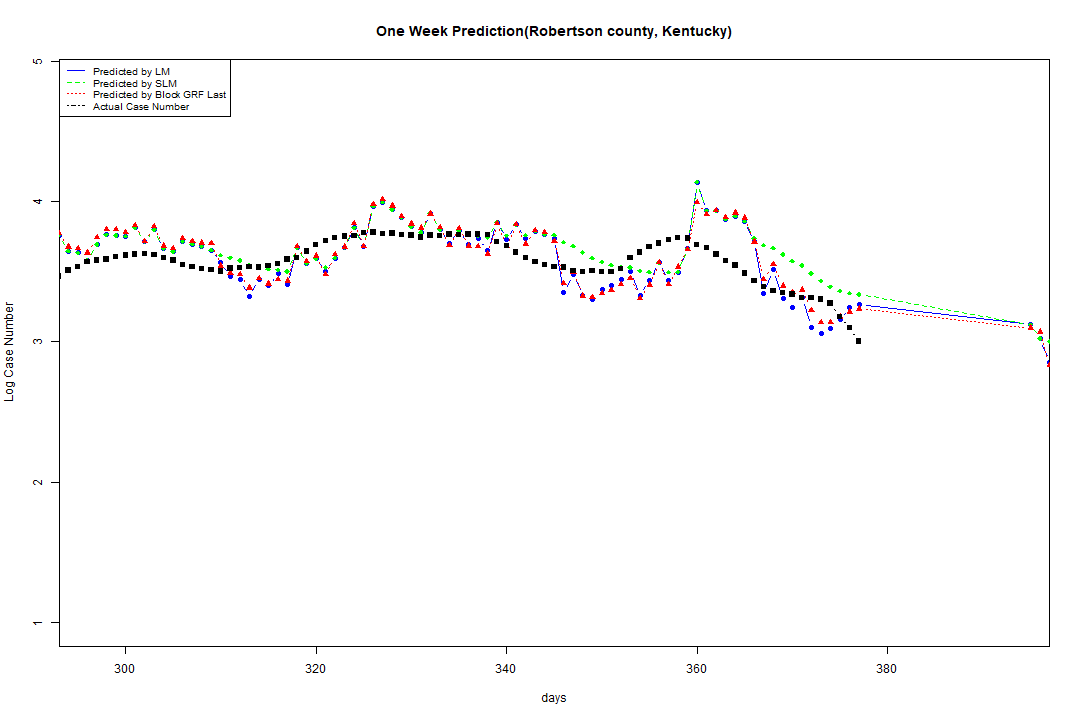 One Week Prediction(Robertson county, Kentucky)
Predicted by LM
Predicted by SLM
Predicted by Block GRF Last
Actual Case Number
Log Case Number
5
4
3
2
1
300 320 340 360 380
days